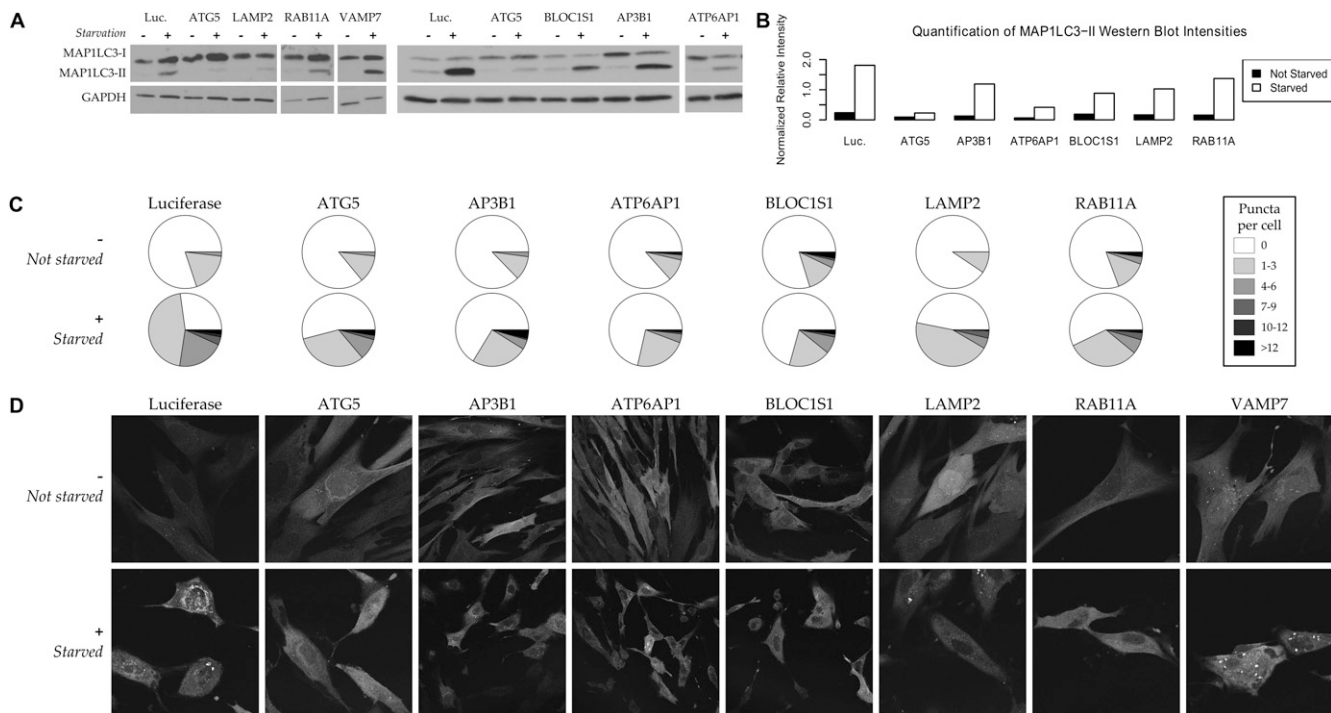 A
Luc. ATG5 LAMP2 RAB11A VAMP7 Luc. ATG5 BLOC1S1 AP3B1 ATP6AP1
Starvation - + - + - + - + - + - + - + - + - + - +
MAP1LC3-I
MAP1LC3-II
GAPDH
B
Quantification of MAP1LC3-II Western Blot Intensities
Normalized Relative Intensity
2.0
1.0
0.0
Not Starved
Starved
Luc. ATG5 AP3B1 ATP6AP1 BLOC1S1 LAMP2 RAB11A
C
Luciferase ATG5 AP3B1 ATP6AP1 BLOC1S1 LAMP2 RAB11A
-
Not starved
+
Starved
Puncta
per cell
0
1-3
4-6
7-9
10-12
>12
D
Luciferase ATG5 AP3B1 ATP6AP1 BLOC1S1 LAMP2 RAB11A VAMP7
-
Not starved
+
Starved